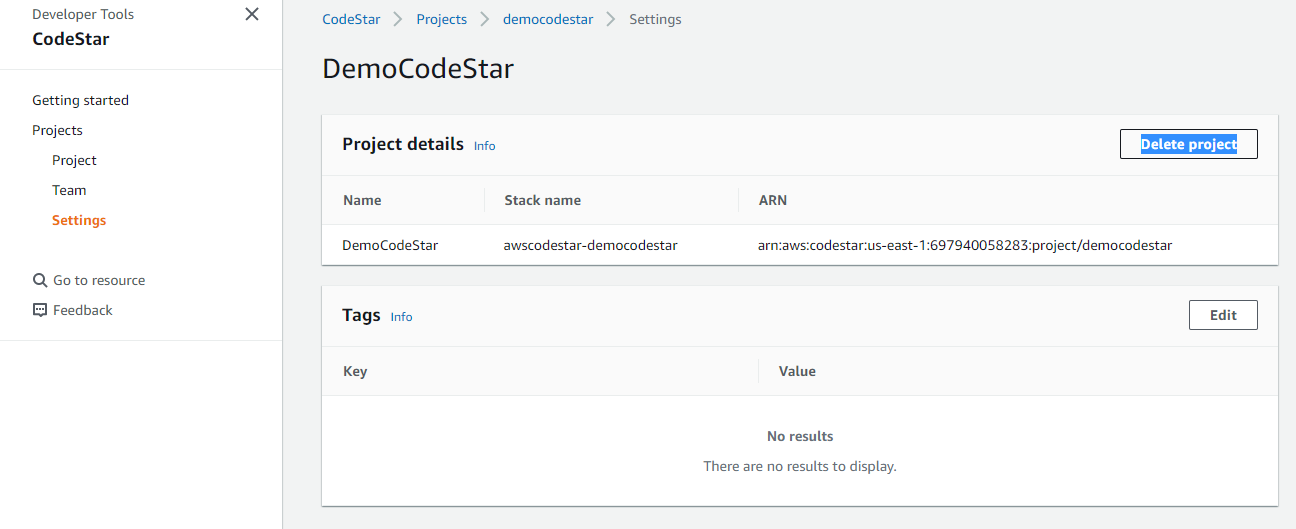 Developer Tools
CodeStar
Getting started
Projects
Project
Team
Settings
Go to resource
Feedback
CodeStar > Projects > democodestar > Settings
DemoCodeStar
Project details Info Delete project
Name Stack name ARN
DemoCodeStar awscodestar-democodestar arn:aws:codestar:us-east-1:697940058283:project/democodestar
Tags Info Edit
Key Value
No results
There are no results to display.